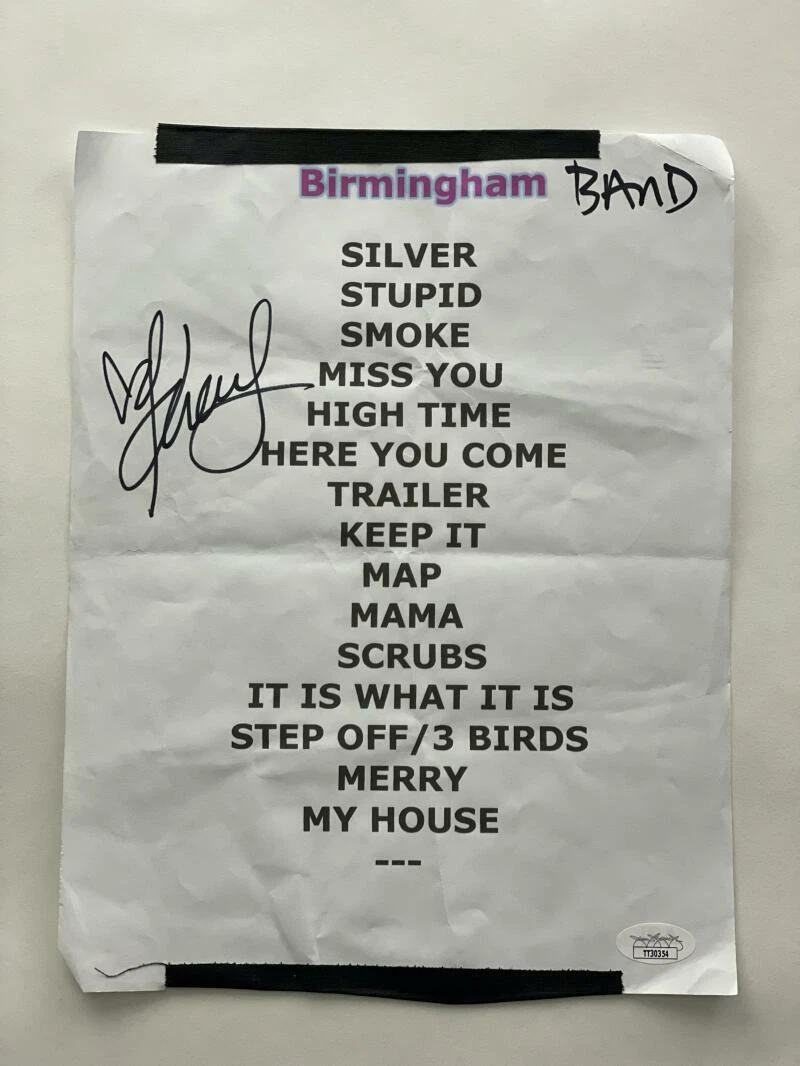 Birmingham BAND
SILVER
STUPID
SMOKE
MISS YOU
HIGH TIME
HERE YOU COME
TRAILER
KEEP IT
MAP
MAMA
SCRUBS
IT IS WHAT IT IS
STEP OFF/3 BIRDS
MERRY
MY HOUSE
---
TT30354